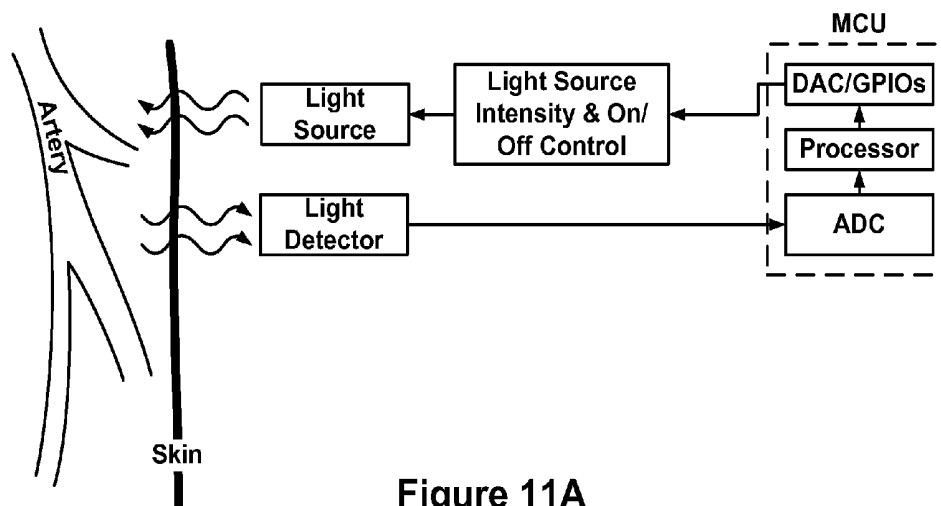 MCU
Light Source
Intensity & On/
Off Control
DAC/GPIOs
Light
Source
Artery
Processor
Light
Detector
ADC
Skin
Figure 11A